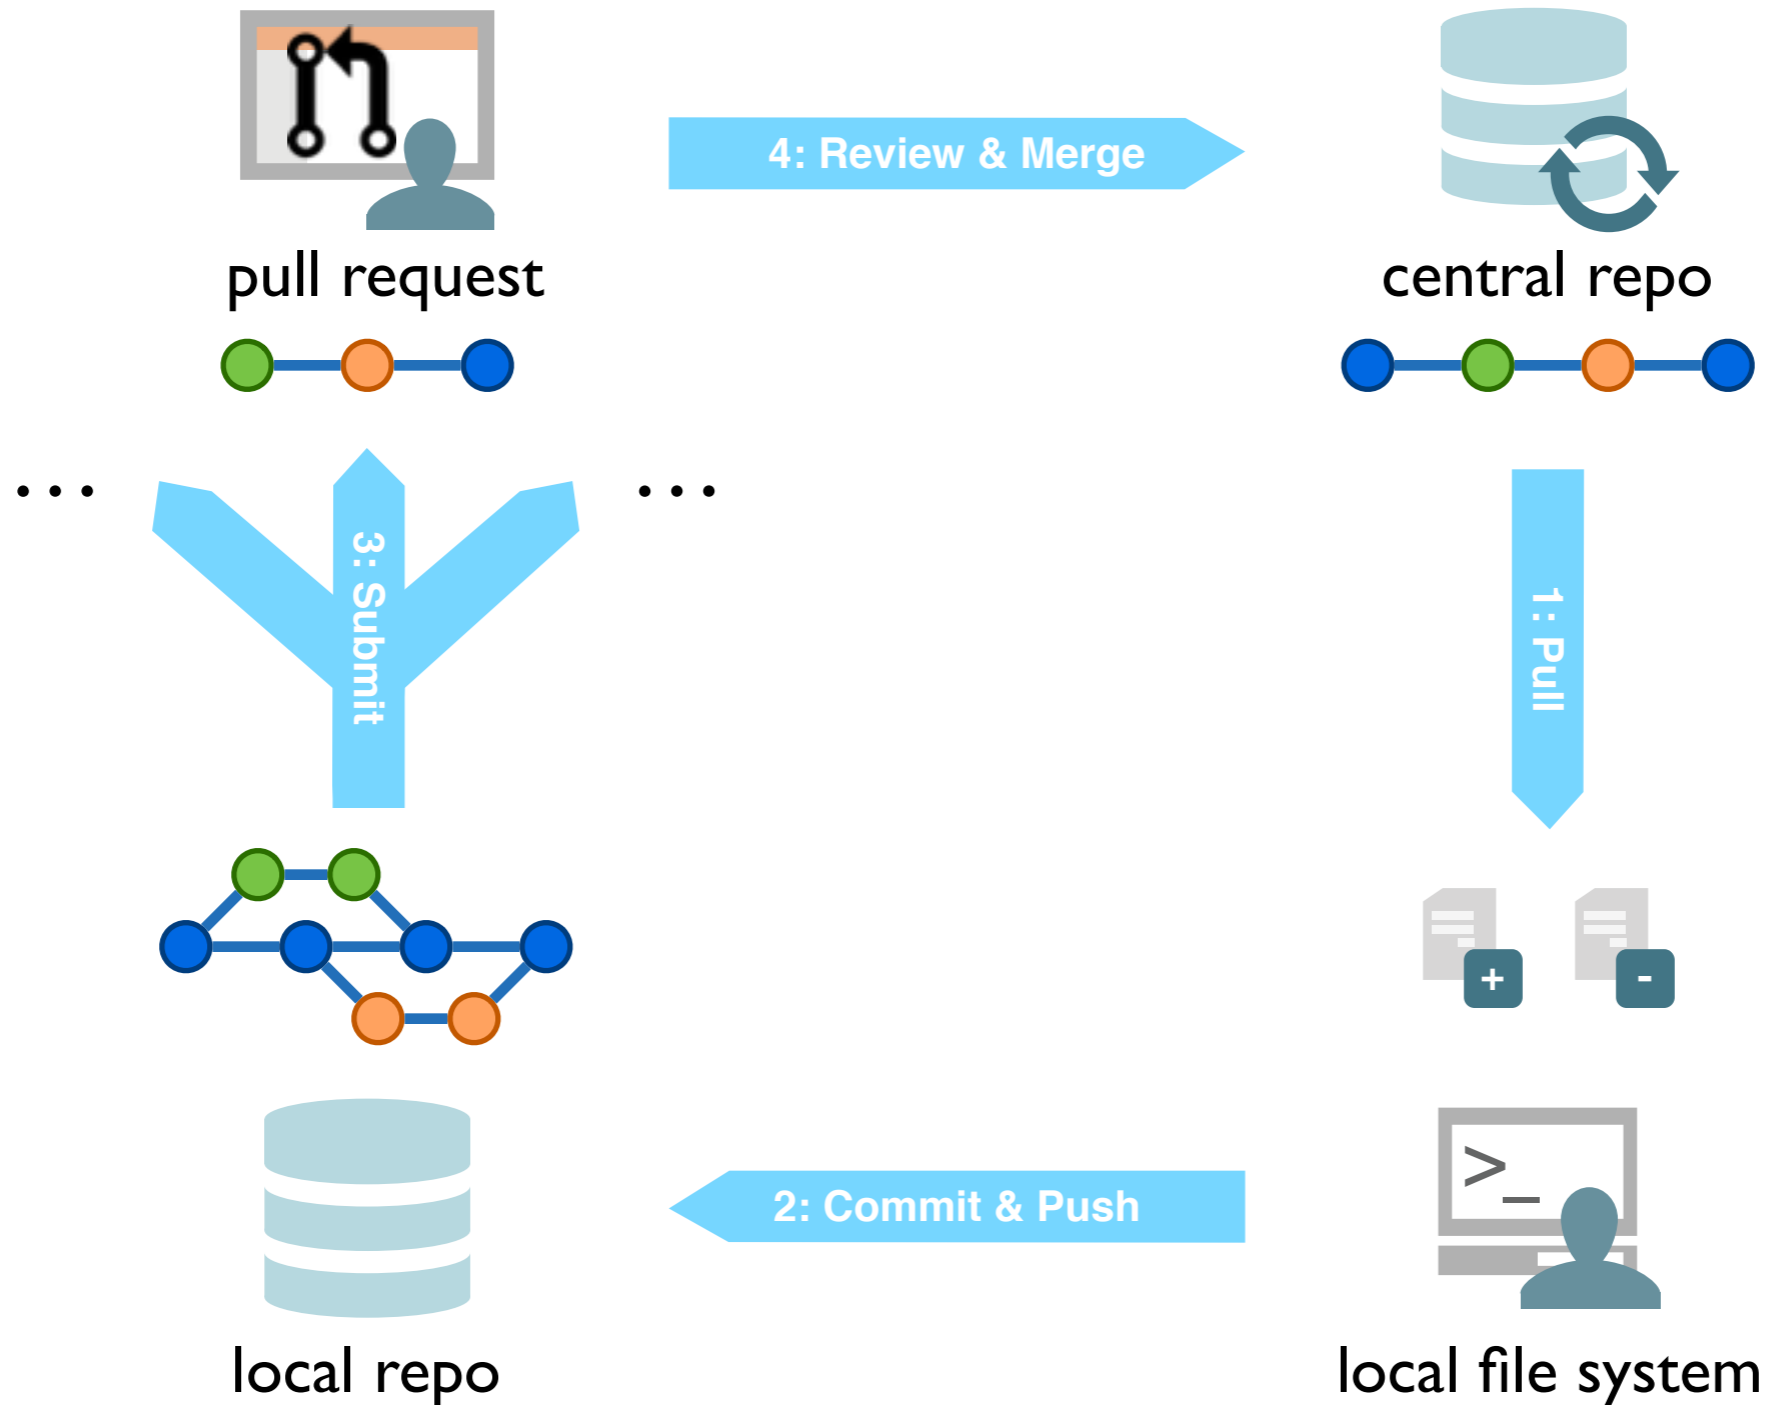 4: Review & Merge
pull request
central repo
... ...
3: Submit
1: Pull
+ -
>_
2: Commit & Push
local repo
local file system